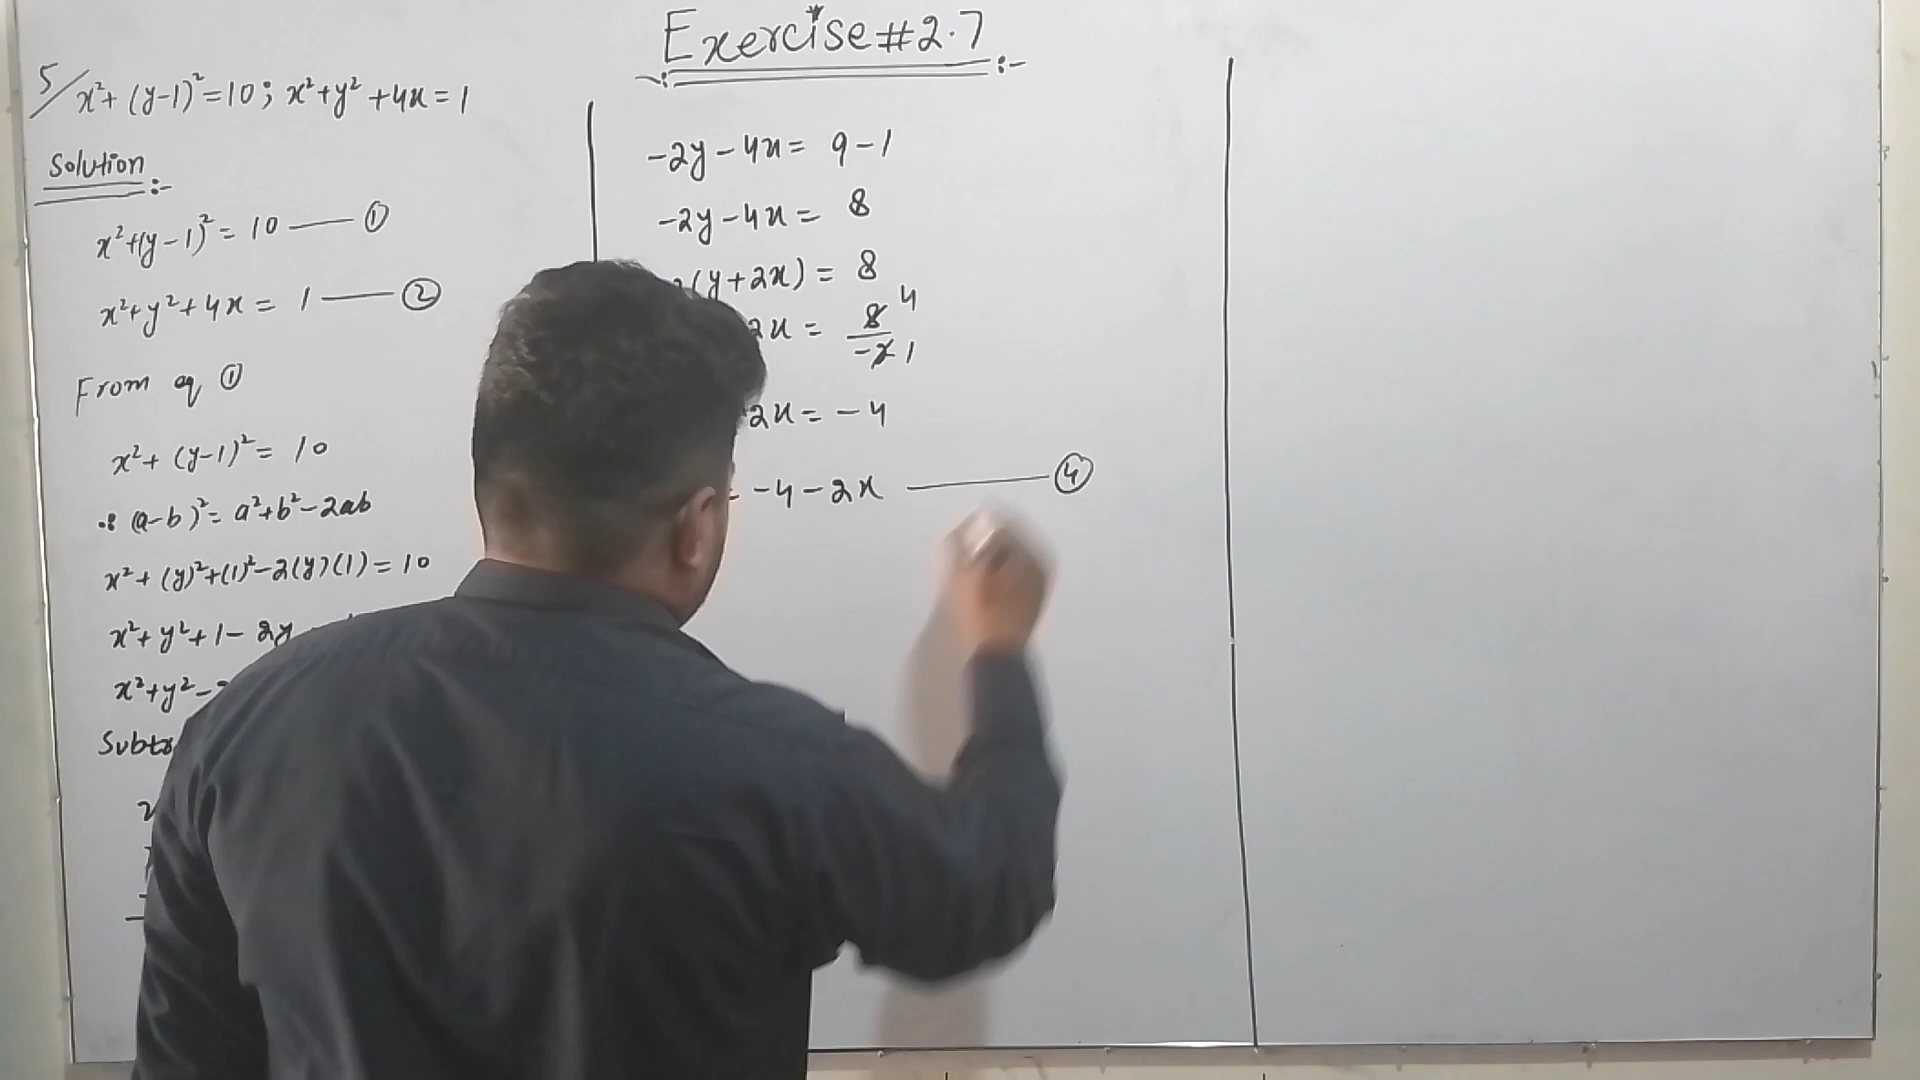 Exercise #2.7
5/ x²+(y-1)²=10; x²+y²+4x=1
Solution:-
x²+(y-1)²=10 —— ①
x²+y²+4x=1 —— ②
From eq ①
x²+(y-1)²=10
∵ (a-b)²=a²+b²-2ab
x²+(y)²+(1)²-2(y)(1)=10
x²+y²+1-2y
x²+y²-
-2y-4x=9-1
-2y-4x=8
(y+2x)=8
2x=8/-2 4 1
2x=-4
=-4-2x —— ④